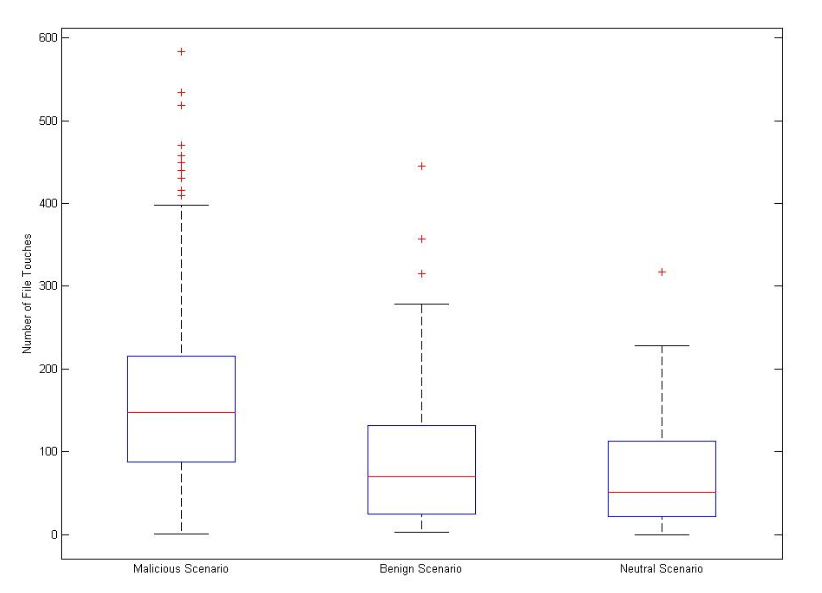 600
500
400
300
200
100
0
Number of File Touches
Malicious Scenario
Benign Scenario
Neutral Scenario